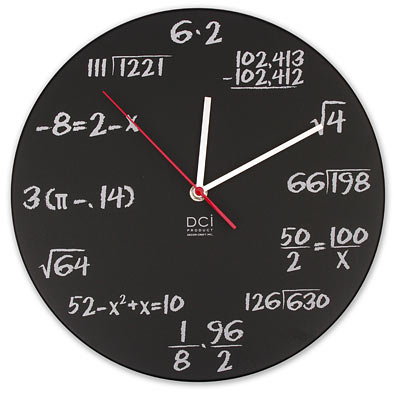 6·2
102,413
-102,412
√4
66⟌198
50/2 = 100/x
126⟌630
1/8 · 96/2
52-x²+x=10
√64
3(π-.14)
-8=2-x
111⟌1221
DCI
PRODUCT